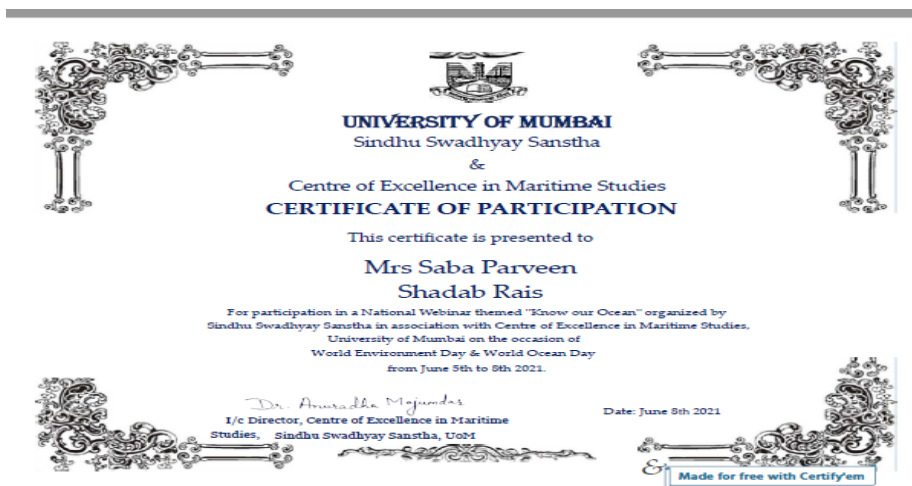 UNIVERSITY OF MUMBAI
Sindhu Swadhyay Sanstha
&
Centre of Excellence in Maritime Studies
CERTIFICATE OF PARTICIPATION
This certificate is presented to
Mrs Saba Parveen
Shadab Rais
For participation in a National Webinar themed "Know our Ocean" organized by
Sindhu Swadhyay Sanstha in association with Centre of Excellence in Maritime Studies,
University of Mumbai on the occasion of
World Environment Day & World Ocean Day
from June 5th to 8th 2021.
Dr. Anuradha Majumdar
I/c Director, Centre of Excellence in Maritime
Studies, Sindhu Swadhyay Sanstha, UoM
Date: June 8th 2021
Made for free with Certify'em